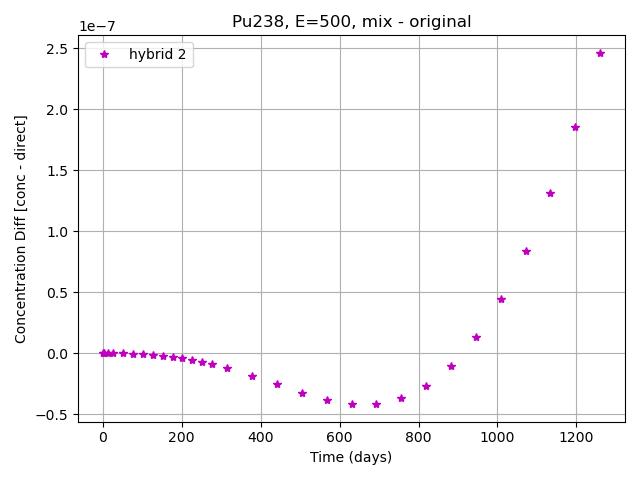 Pu238, E=500, mix - original
1e-7
hybrid 2
2.5
2.0
1.5
1.0
0.5
0.0
−0.5
Concentration Diff [conc - direct]
0 200 400 600 800 1000 1200
Time (days)